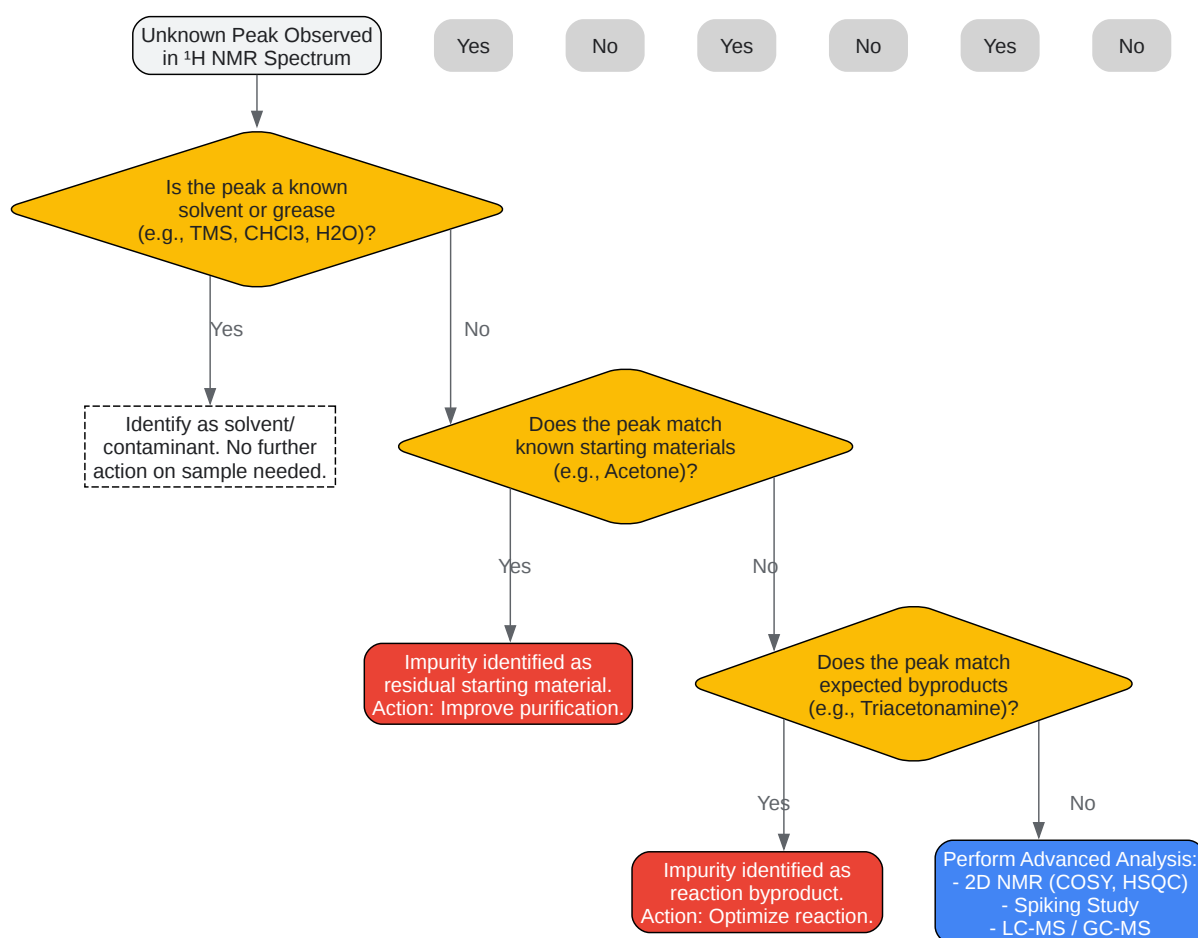 Unknown Peak Observed
in ¹H NMR Spectrum
Yes
No
Yes
No
Yes
No
Is the peak a known
solvent or grease
(e.g., TMS, CHCl3, H2O)?
Yes
No
Identify as solvent/
contaminant. No further
action on sample needed.
Does the peak match
known starting materials
(e.g., Acetone)?
Yes
No
Impurity identified as
residual starting material.
Action: Improve purification.
Does the peak match
expected byproducts
(e.g., Triacetonamine)?
Yes
No
Impurity identified as
reaction byproduct.
Action: Optimize reaction.
Perform Advanced Analysis:
- 2D NMR (COSY, HSQC)
- Spiking Study
- LC-MS / GC-MS